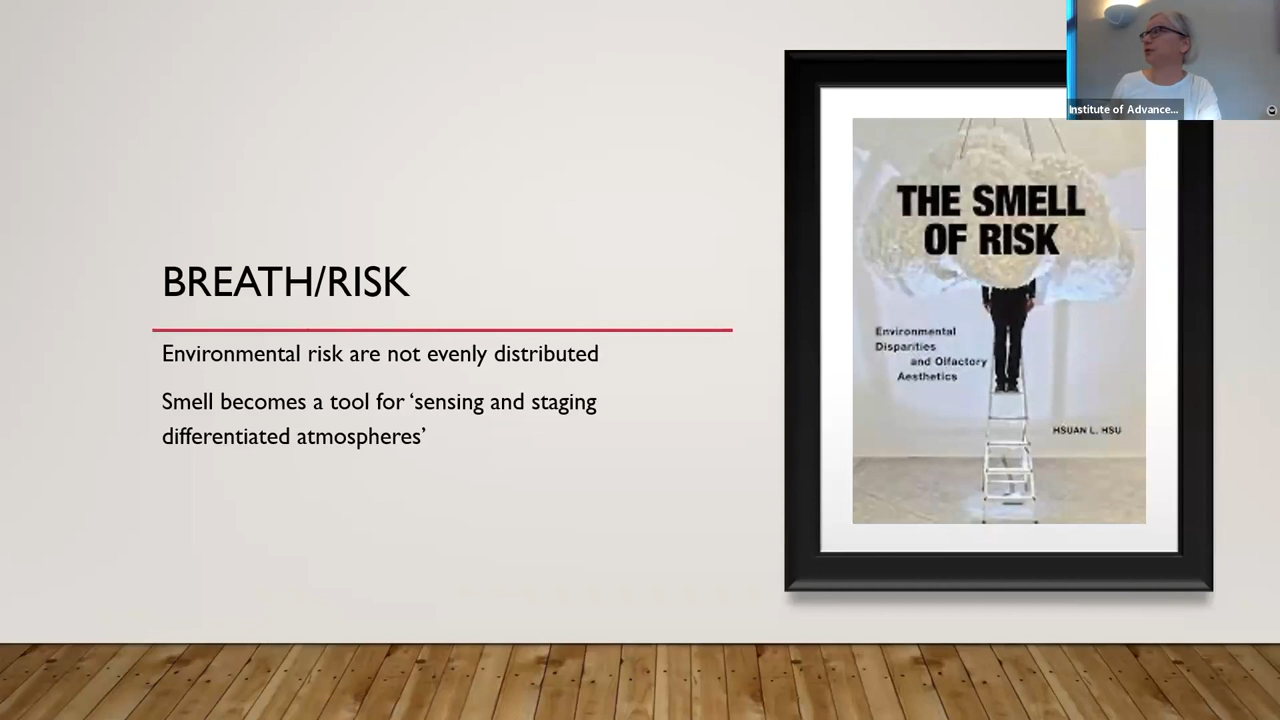 Institute of Advance...
THE SMELL
OF RISK
BREATH/RISK
Environmental
Disparities
and Olfactory
Aesthetics
Environmental risk are not evenly distributed
Smell becomes a tool for ‘sensing and staging
differentiated atmospheres’
HSUAN L. HSU